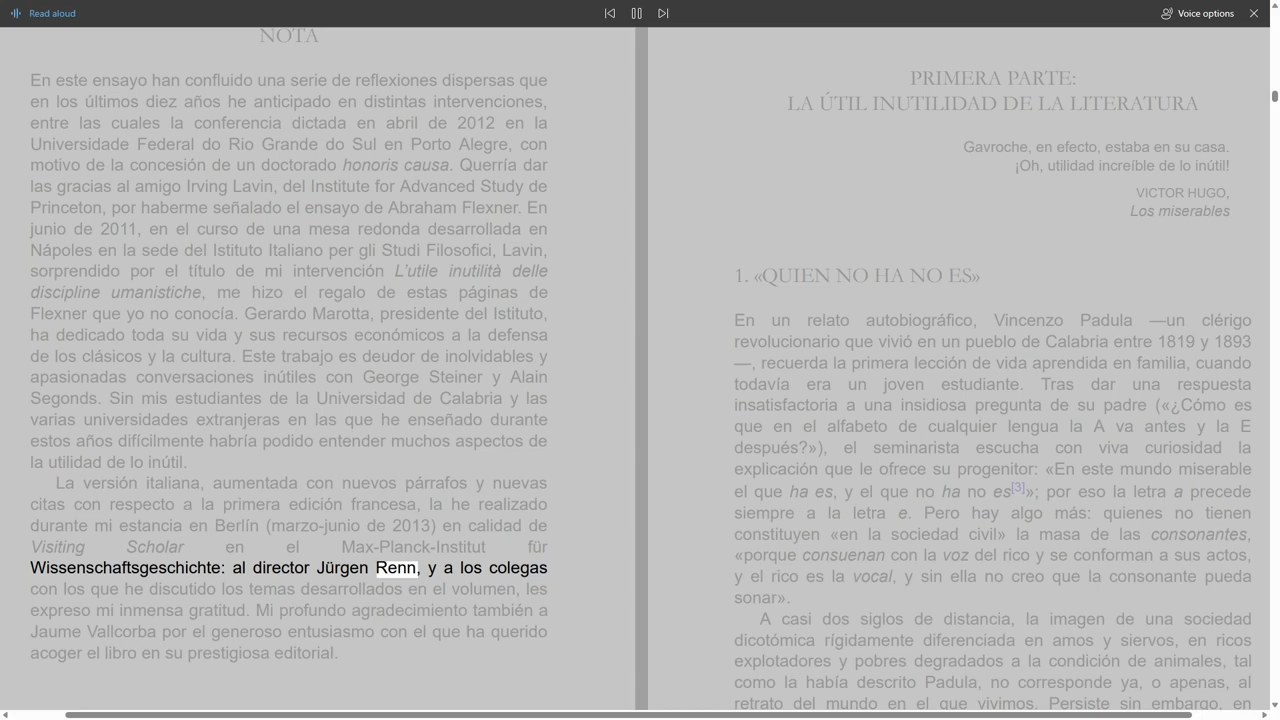 Read aloud
Voice options
NOTA
En este ensayo han confluido una serie de reflexiones dispersas que
en los últimos diez años he anticipado en distintas intervenciones,
entre las cuales la conferencia dictada en abril de 2012 en la
Universidade Federal do Rio Grande do Sul en Porto Alegre, con
motivo de la concesión de un doctorado honoris causa. Querría dar
las gracias al amigo Irving Lavin, del Institute for Advanced Study de
Princeton, por haberme señalado el ensayo de Abraham Flexner. En
junio de 2011, en el curso de una mesa redonda desarrollada en
Nápoles en la sede del Istituto Italiano per gli Studi Filosofici, Lavin,
sorprendido por el título de mi intervención L’utile inutilità delle
discipline umanistiche, me hizo el regalo de estas páginas de
Flexner que yo no conocía. Gerardo Marotta, presidente del Istituto,
ha dedicado toda su vida y sus recursos económicos a la defensa
de los clásicos y la cultura. Este trabajo es deudor de inolvidables y
apasionadas conversaciones inútiles con George Steiner y Alain
Segonds. Sin mis estudiantes de la Universidad de Calabria y las
varias universidades extranjeras en las que he enseñado durante
estos años difícilmente habría podido entender muchos aspectos de
la utilidad de lo inútil.
La versión italiana, aumentada con nuevos párrafos y nuevas
citas con respecto a la primera edición francesa, la he realizado
durante mi estancia en Berlín (marzo-junio de 2013) en calidad de
Visiting Scholar en el Max-Planck-Institut für
Wissenschaftsgeschichte: al director Jürgen Renn, y a los colegas
con los que he discutido los temas desarrollados en el volumen, les
expreso mi inmensa gratitud. Mi profundo agradecimiento también a
Jaume Vallcorba por el generoso entusiasmo con el que ha querido
acoger el libro en su prestigiosa editorial.
PRIMERA PARTE:
LA ÚTIL INUTILIDAD DE LA LITERATURA
Gavroche, en efecto, estaba en su casa.
¡Oh, utilidad increíble de lo inútil!
VICTOR HUGO,
Los miserables
1. «QUIEN NO HA NO ES»
En un relato autobiográfico, Vincenzo Padula —un clérigo
revolucionario que vivió en un pueblo de Calabria entre 1819 y 1893
—, recuerda la primera lección de vida aprendida en familia, cuando
todavía era un joven estudiante. Tras dar una respuesta
insatisfactoria a una insidiosa pregunta de su padre («¿Cómo es
que en el alfabeto de cualquier lengua la A va antes y la E
después?»), el seminarista escucha con viva curiosidad la
explicación que le ofrece su progenitor: «En este mundo miserable
el que ha es, y el que no ha no es[3]»; por eso la letra a precede
siempre a la letra e. Pero hay algo más: quienes no tienen
constituyen «en la sociedad civil» la masa de las consonantes,
«porque consuenan con la voz del rico y se conforman a sus actos,
y el rico es la vocal, y sin ella no creo que la consonante pueda
sonar».
A casi dos siglos de distancia, la imagen de una sociedad
dicotómica rígidamente diferenciada en amos y siervos, en ricos
explotadores y pobres degradados a la condición de animales, tal
como la había descrito Padula, no corresponde ya, o apenas, al
retrato del mundo en el que vivimos. Persiste sin embargo, en